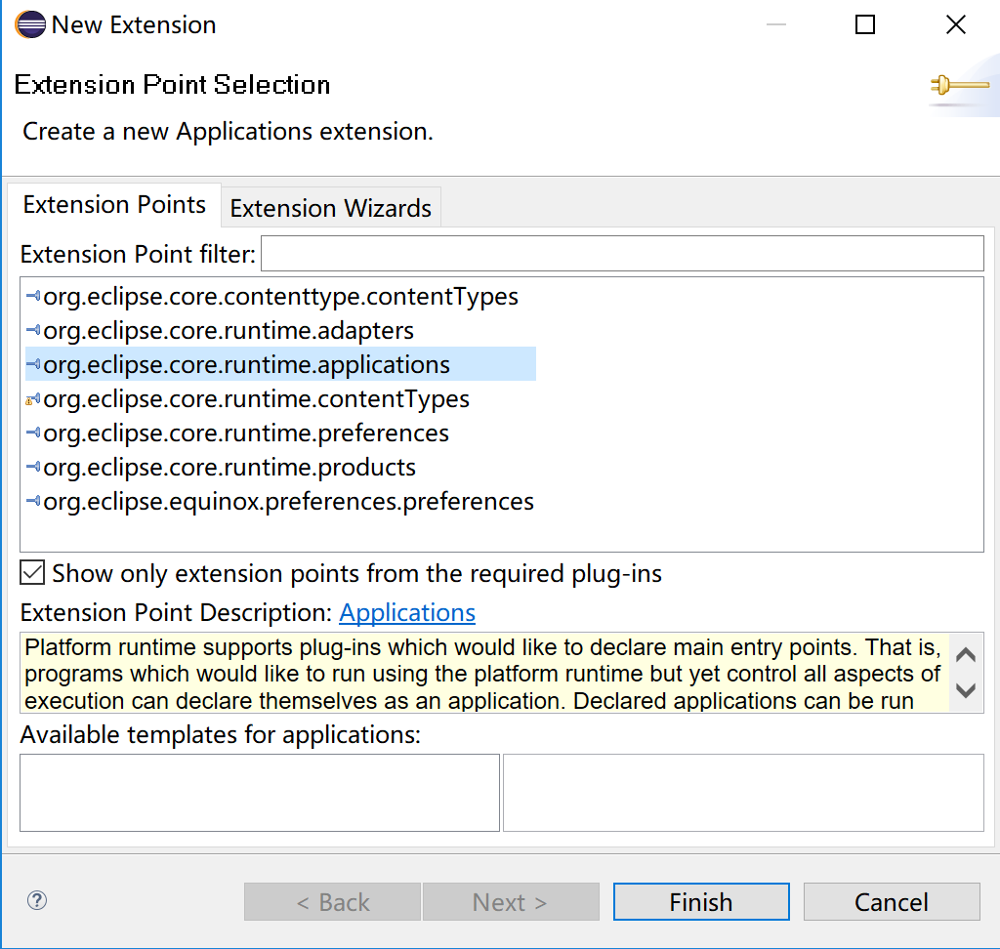 New Extension
Extension Point Selection
Create a new Applications extension.
Extension Points
Extension Wizards
Extension Point filter:
org.eclipse.core.contenttype.contentTypes
org.eclipse.core.runtime.adapters
org.eclipse.core.runtime.applications
org.eclipse.core.runtime.contentTypes
org.eclipse.core.runtime.preferences
org.eclipse.core.runtime.products
org.eclipse.equinox.preferences.preferences
Show only extension points from the required plug-ins
Extension Point Description: Applications
Platform runtime supports plug-ins which would like to declare main entry points. That is,
programs which would like to run using the platform runtime but yet control all aspects of
execution can declare themselves as an application. Declared applications can be run
Available templates for applications:
? < Back Next > Finish Cancel